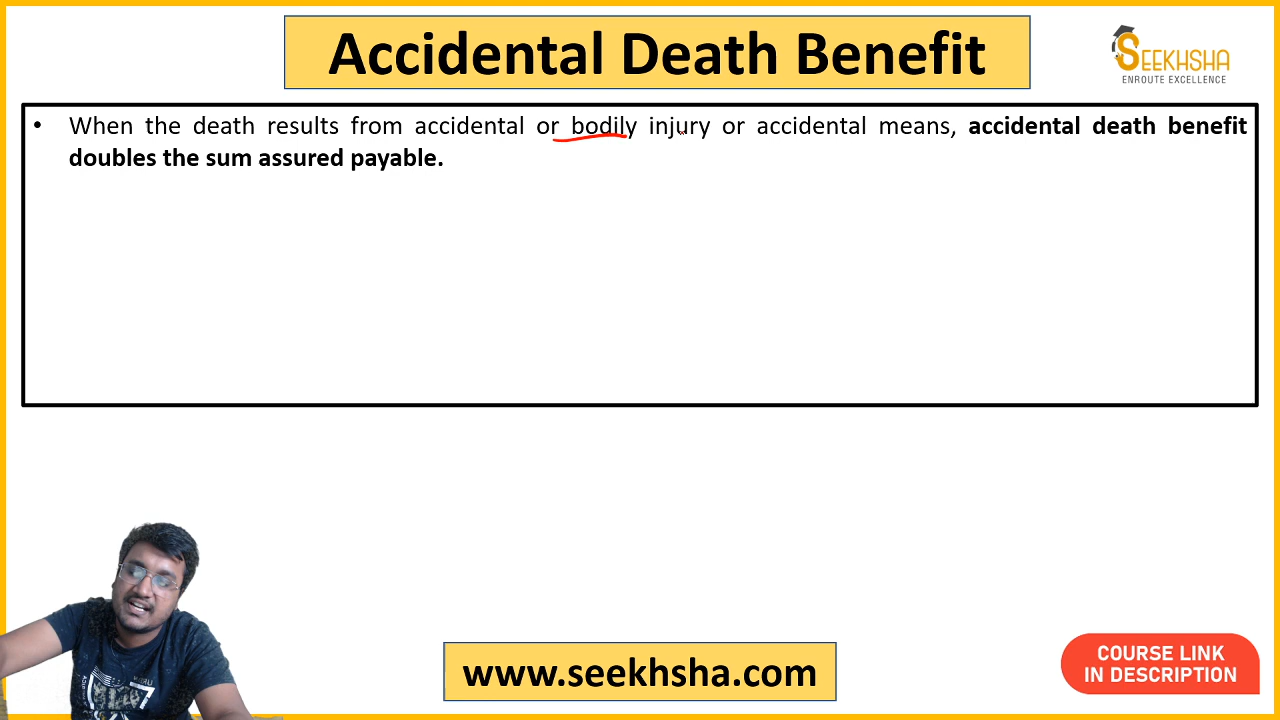 Accidental Death Benefit
SEEKHSHA
ENROUTE EXCELLENCE
• When the death results from accidental or bodily injury or accidental means, accidental death benefit
doubles the sum assured payable.
www.seekhsha.com
COURSE LINK
IN DESCRIPTION